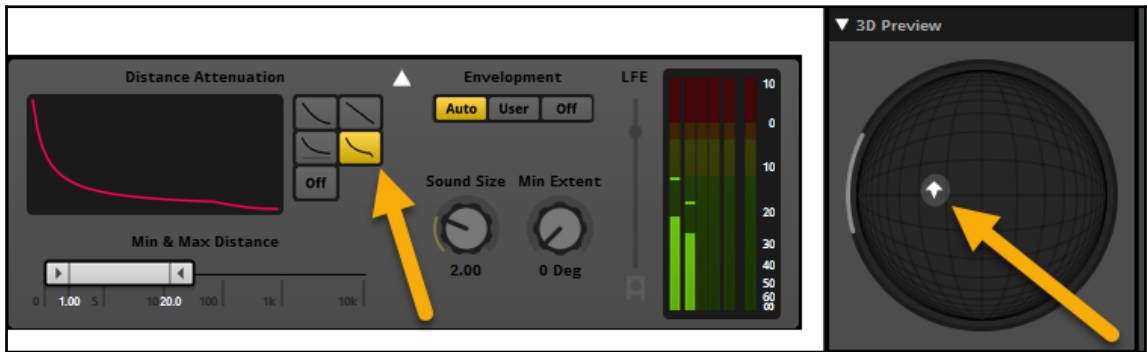 3D Preview
Distance Attenuation
Envelopment
LFE
Auto User Off
Off
Sound Size Min Extent
2.00 0 Deg
Min & Max Distance
0 1.00 5 10 20.0 100 1k 10k
10
0
10
20
30
40
50
60
∞